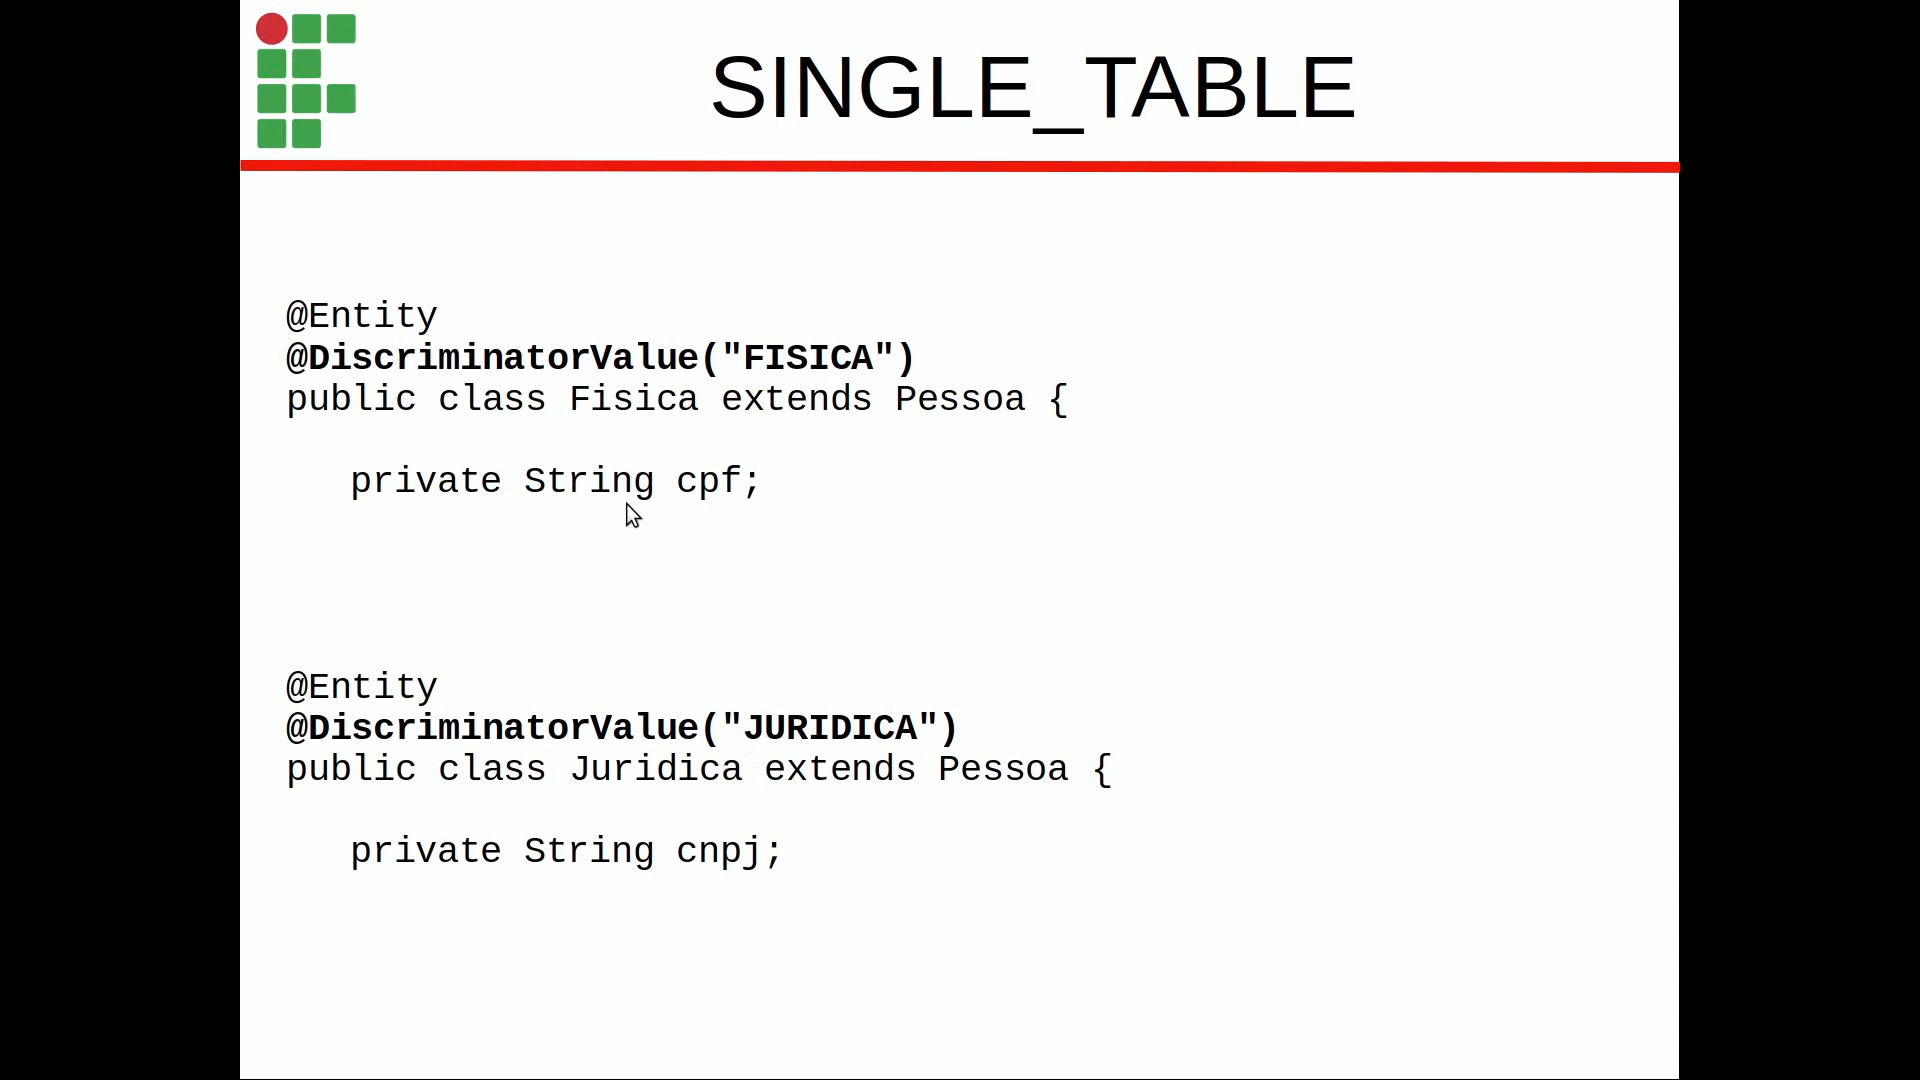 SINGLE_TABLE
@Entity
@DiscriminatorValue("FISICA")
public class Fisica extends Pessoa {
private String cpf;
@Entity
@DiscriminatorValue("JURIDICA")
public class Juridica extends Pessoa {
private String cnpj;